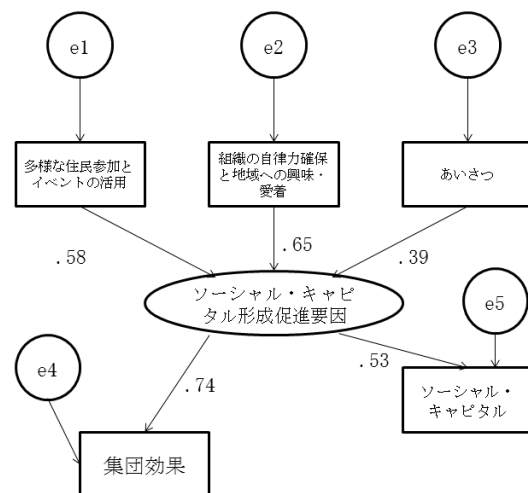 e1
e2
e3
多様な住民参加と
イベントの活用
組織の自律力確保
と地域への興味・
愛着
あいさつ
.58
.65
.39
ソーシャル・キャピ
タル形成促進要因
e5
e4
.74
.53
ソーシャル・
キャピタル
集団効果